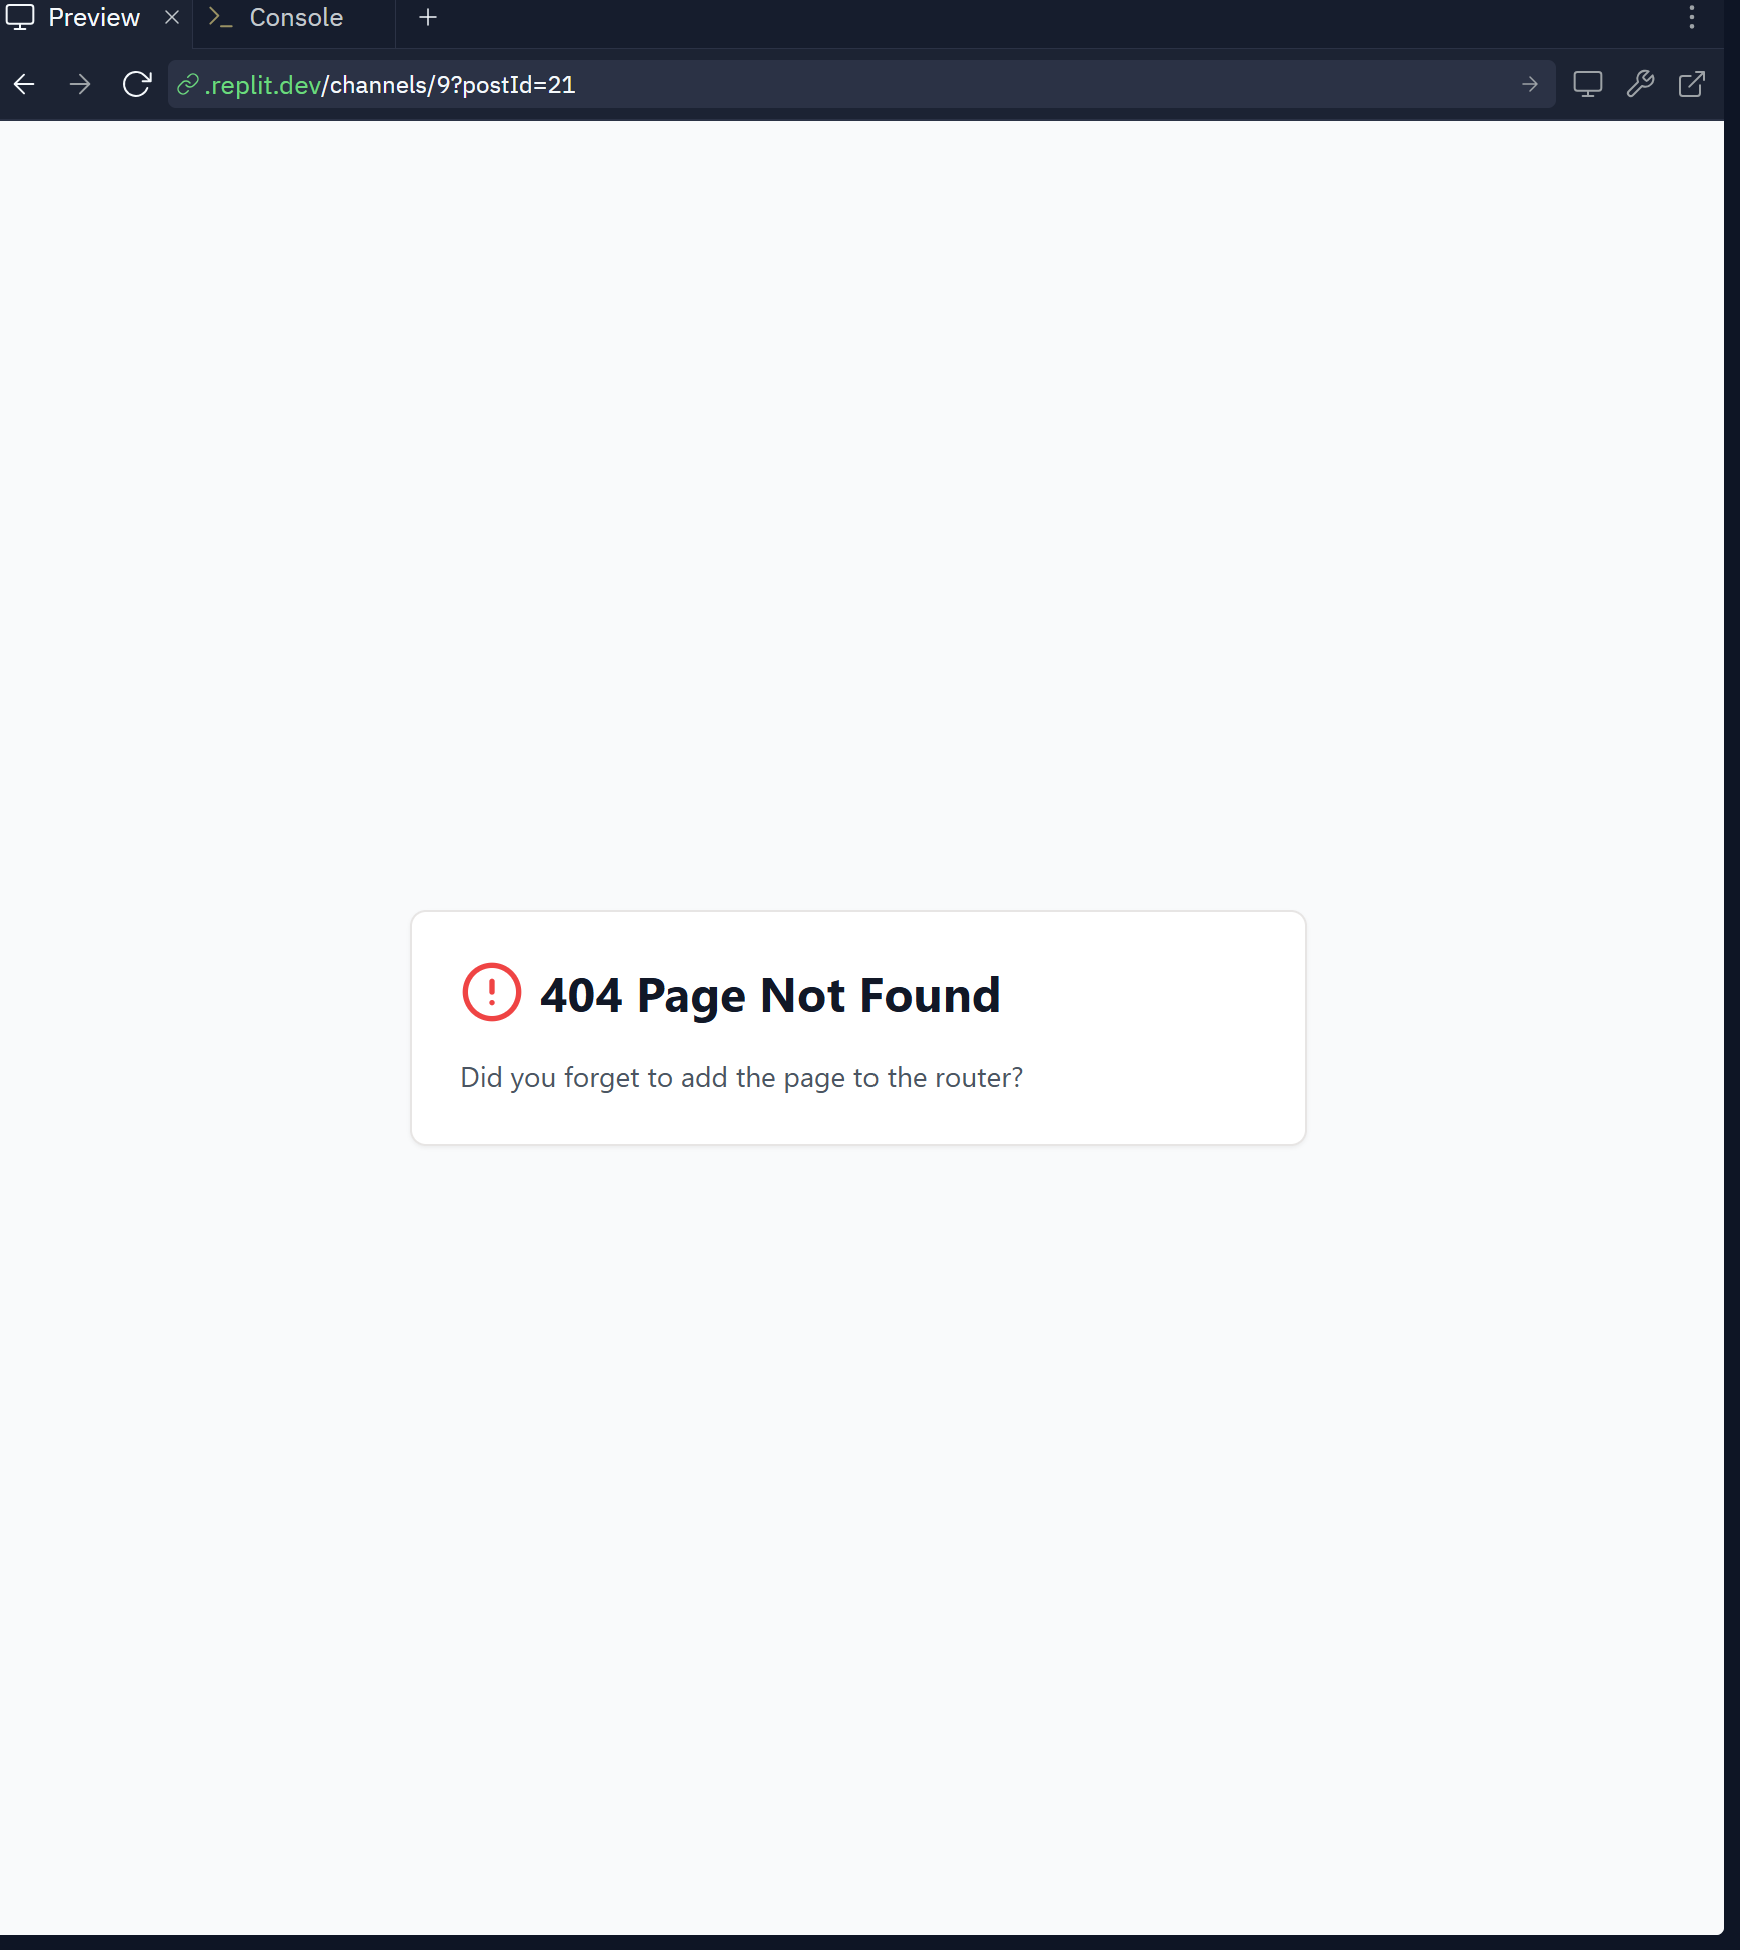 Preview
Console
.replit.dev/channels/9?postId=21
404 Page Not Found
Did you forget to add the page to the router?